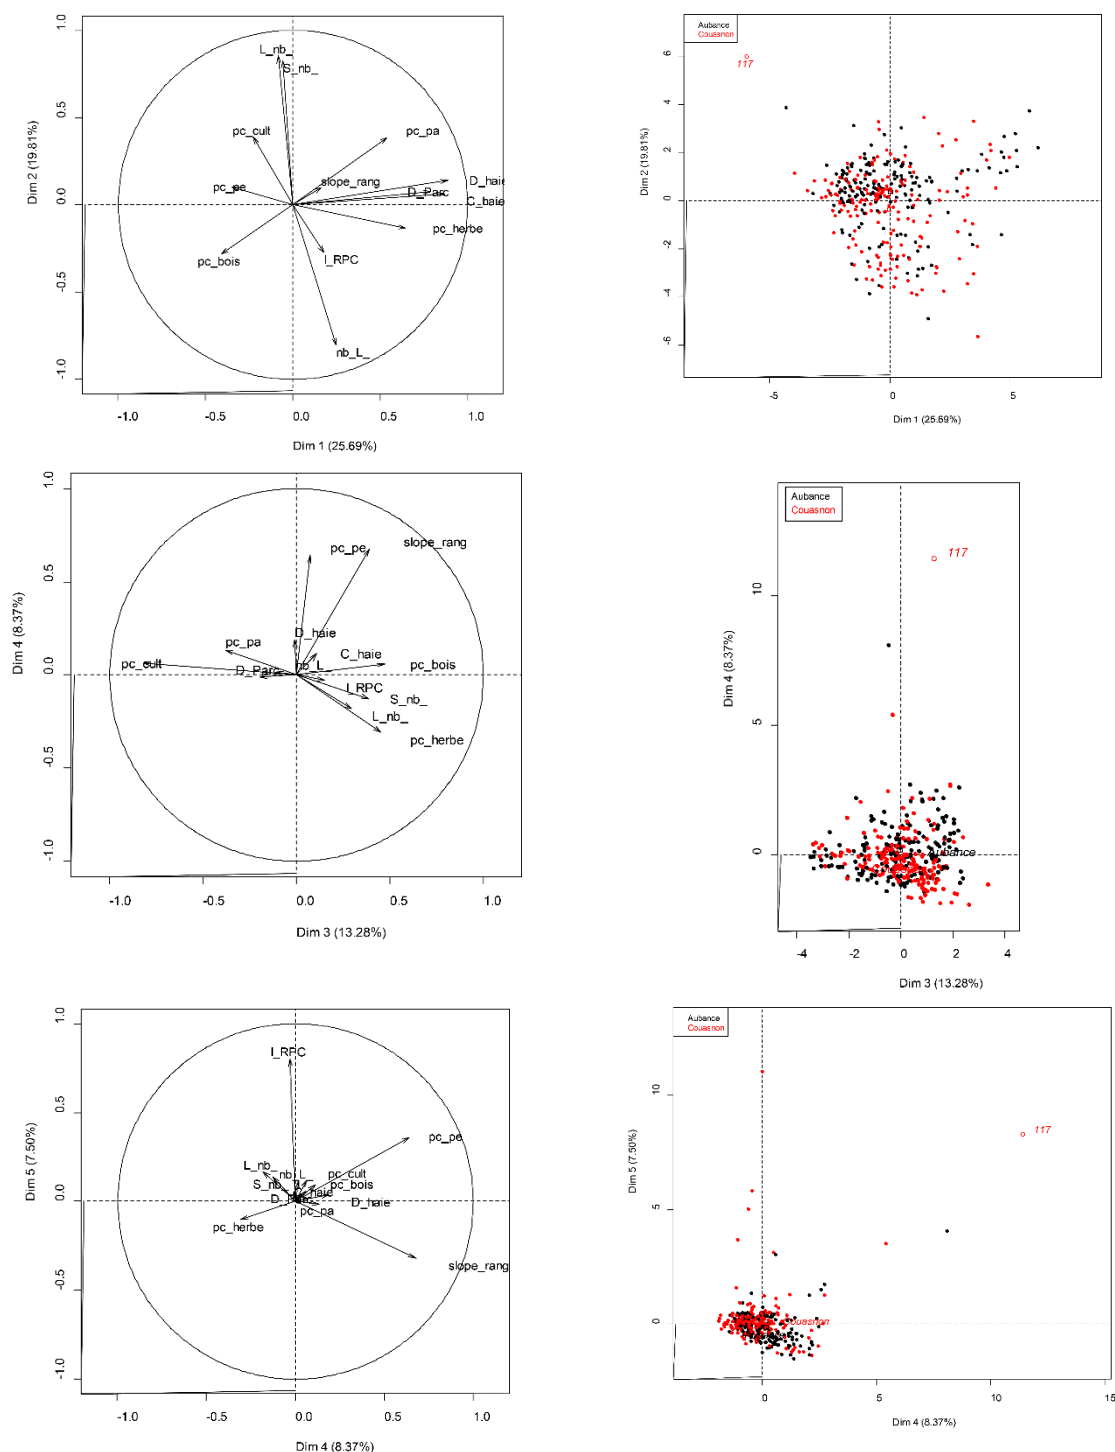 1.0
0.5
0.0
-0.5
-1.0
Dim 2 (19.81%)
L_nb_
S_nb_
pc_cult
pc_pa
pc_pe
slope_rang
D_haie
D_Parc
C_haie
pc_herbe
pc_bois
I_RPC
nb_L_
-1.0 -0.5 0.0 0.5 1.0
Dim 1 (25.69%)
Aubance
Couasnon
117
6
4
2
0
-2
-4
-6
Dim 2 (19.81%)
-5 0 5
Dim 1 (25.69%)
1.0
0.5
0.0
-0.5
-1.0
Dim 4 (8.37%)
pc_pe
slope_rang
D_haie
pc_pa
C_haie
pc_cult
D_Parc
nb_L_
pc_bois
I_RPC
S_nb_
L_nb_
pc_herbe
-1.0 -0.5 0.0 0.5 1.0
Dim 3 (13.28%)
Aubance
Couasnon
117
10
5
0
Dim 4 (8.37%)
Aubance
-4 -2 0 2 4
Dim 3 (13.28%)
1.0
0.5
0.0
-0.5
-1.0
Dim 5 (7.50%)
I_RPC
pc_pe
L_nb_
nb_L_
pc_cult
S_nb_
pc_bois
haie
D_haie
pc_pa
pc_herbe
slope_rang
-1.0 -0.5 0.0 0.5 1.0
Dim 4 (8.37%)
Aubance
Couasnon
117
10
5
0
Dim 5 (7.50%)
Couasnon
0 5 10 15
Dim 4 (8.37%)